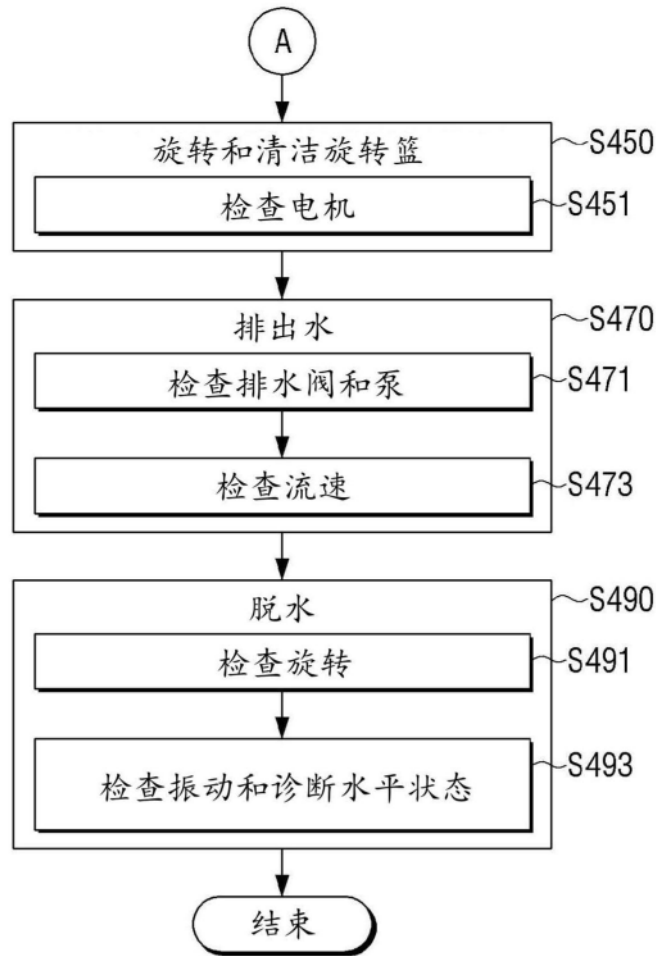 A
旋转和清洁旋转篮
S450
检查电机
S451
排出水
S470
检查排水阀和泵
S471
检查流速
S473
脱水
S490
检查旋转
S491
检查振动和诊断水平状态
S493
结束